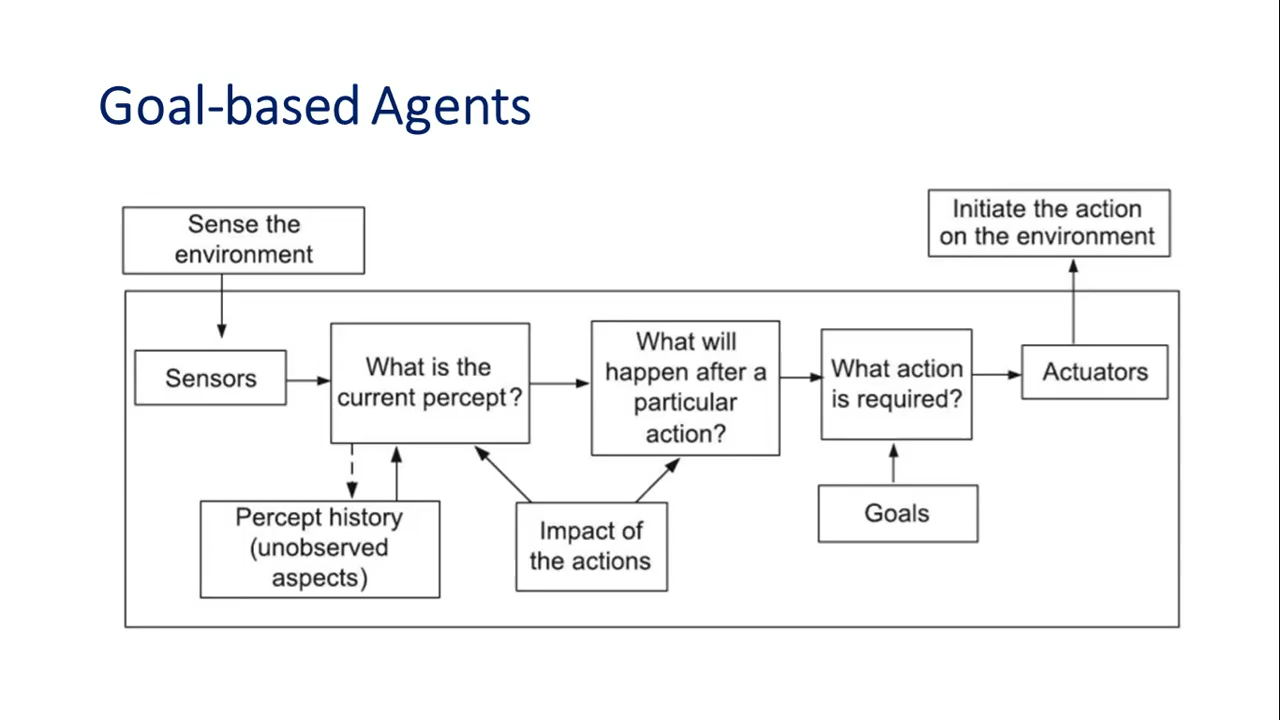 Goal-based Agents
Sense the
environment
Initiate the action
on the environment
Sensors
What is the
current percept?
What will
happen after a
particular
action?
What action
is required?
Actuators
Percept history
(unobserved
aspects)
Impact of
the actions
Goals